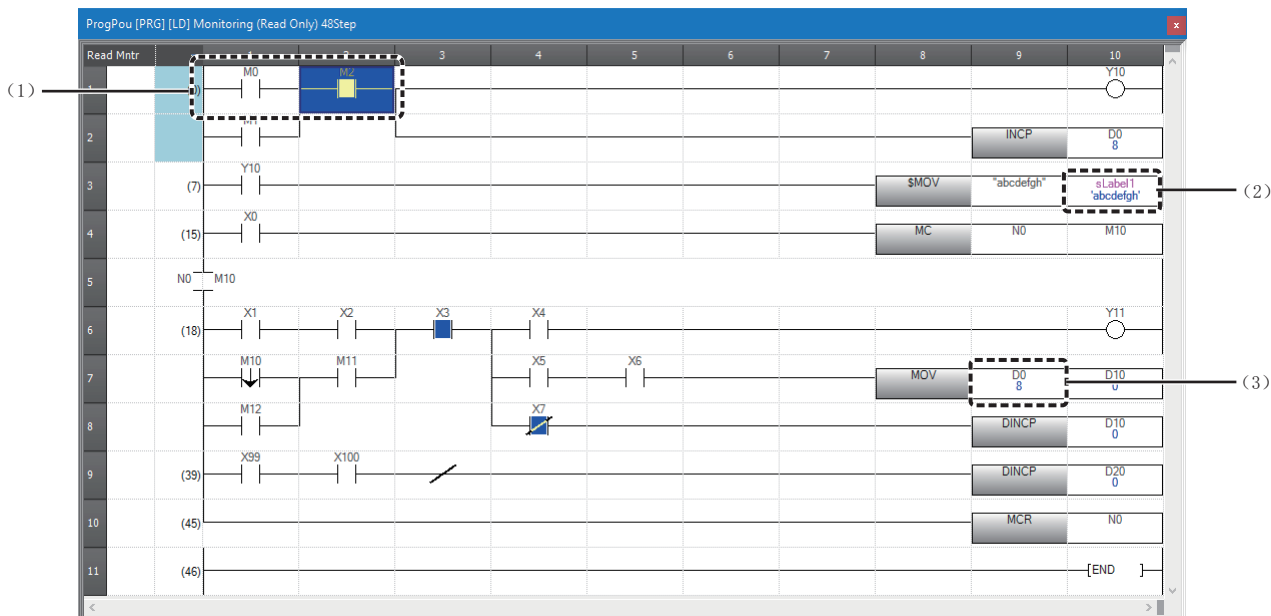 ProgPou [PRG] [LD] Monitoring (Read Only) 48Step
Read Mntr 1 2 3 4 5 6 7 8 9 10
(1)
M0 M2 Y10
1
M1
2 INCP D0
8
Y10
3 (7) $MOV "abcdefgh" sLabel1
'abcdefgh'
(2)
X0
4 (15) MC N0 M10
5 N0 M10
X1 X2 X3 X4 Y11
6 (18)
M10 M11 X5 X6
7 MOV D0 D10
8 0
(3)
M12 X7
8 DINCP D10
0
X99 X100
9 (39) DINCP D20
0
10 (45) MCR N0
11 (46) [END ]